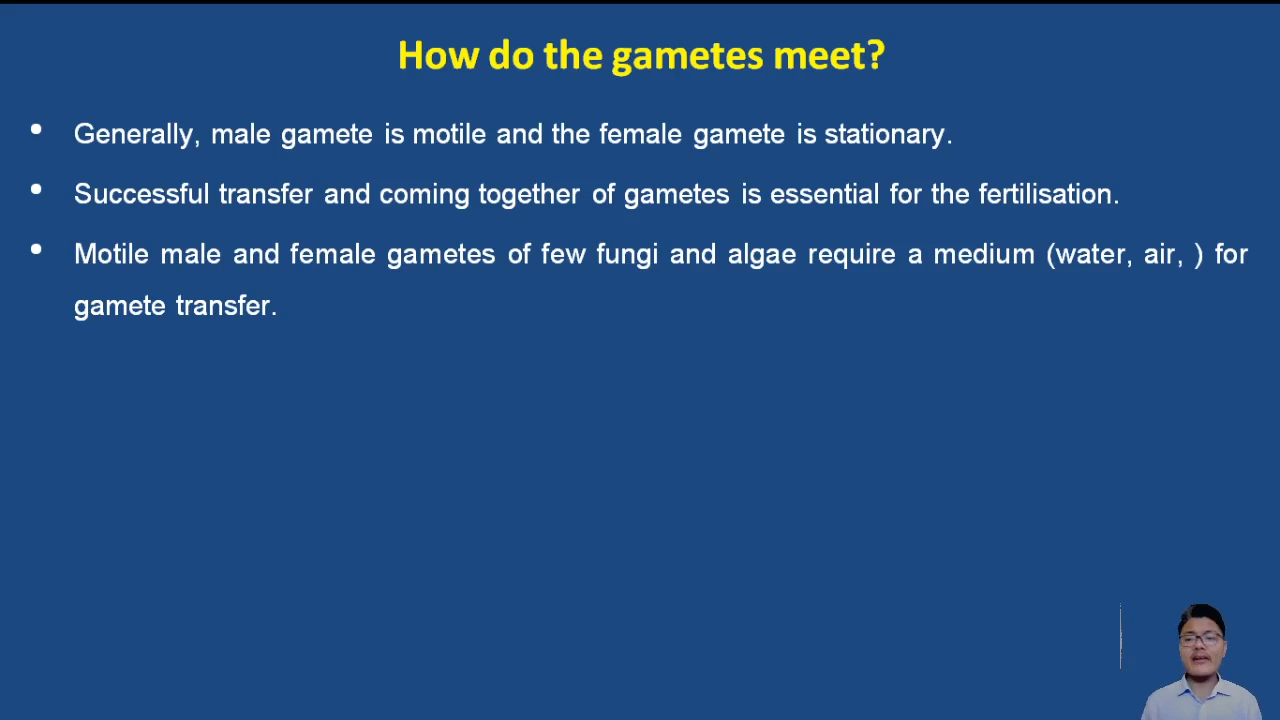 How do the gametes meet?
• Generally, male gamete is motile and the female gamete is stationary.
• Successful transfer and coming together of gametes is essential for the fertilisation.
• Motile male and female gametes of few fungi and algae require a medium (water, air, ) for
gamete transfer.